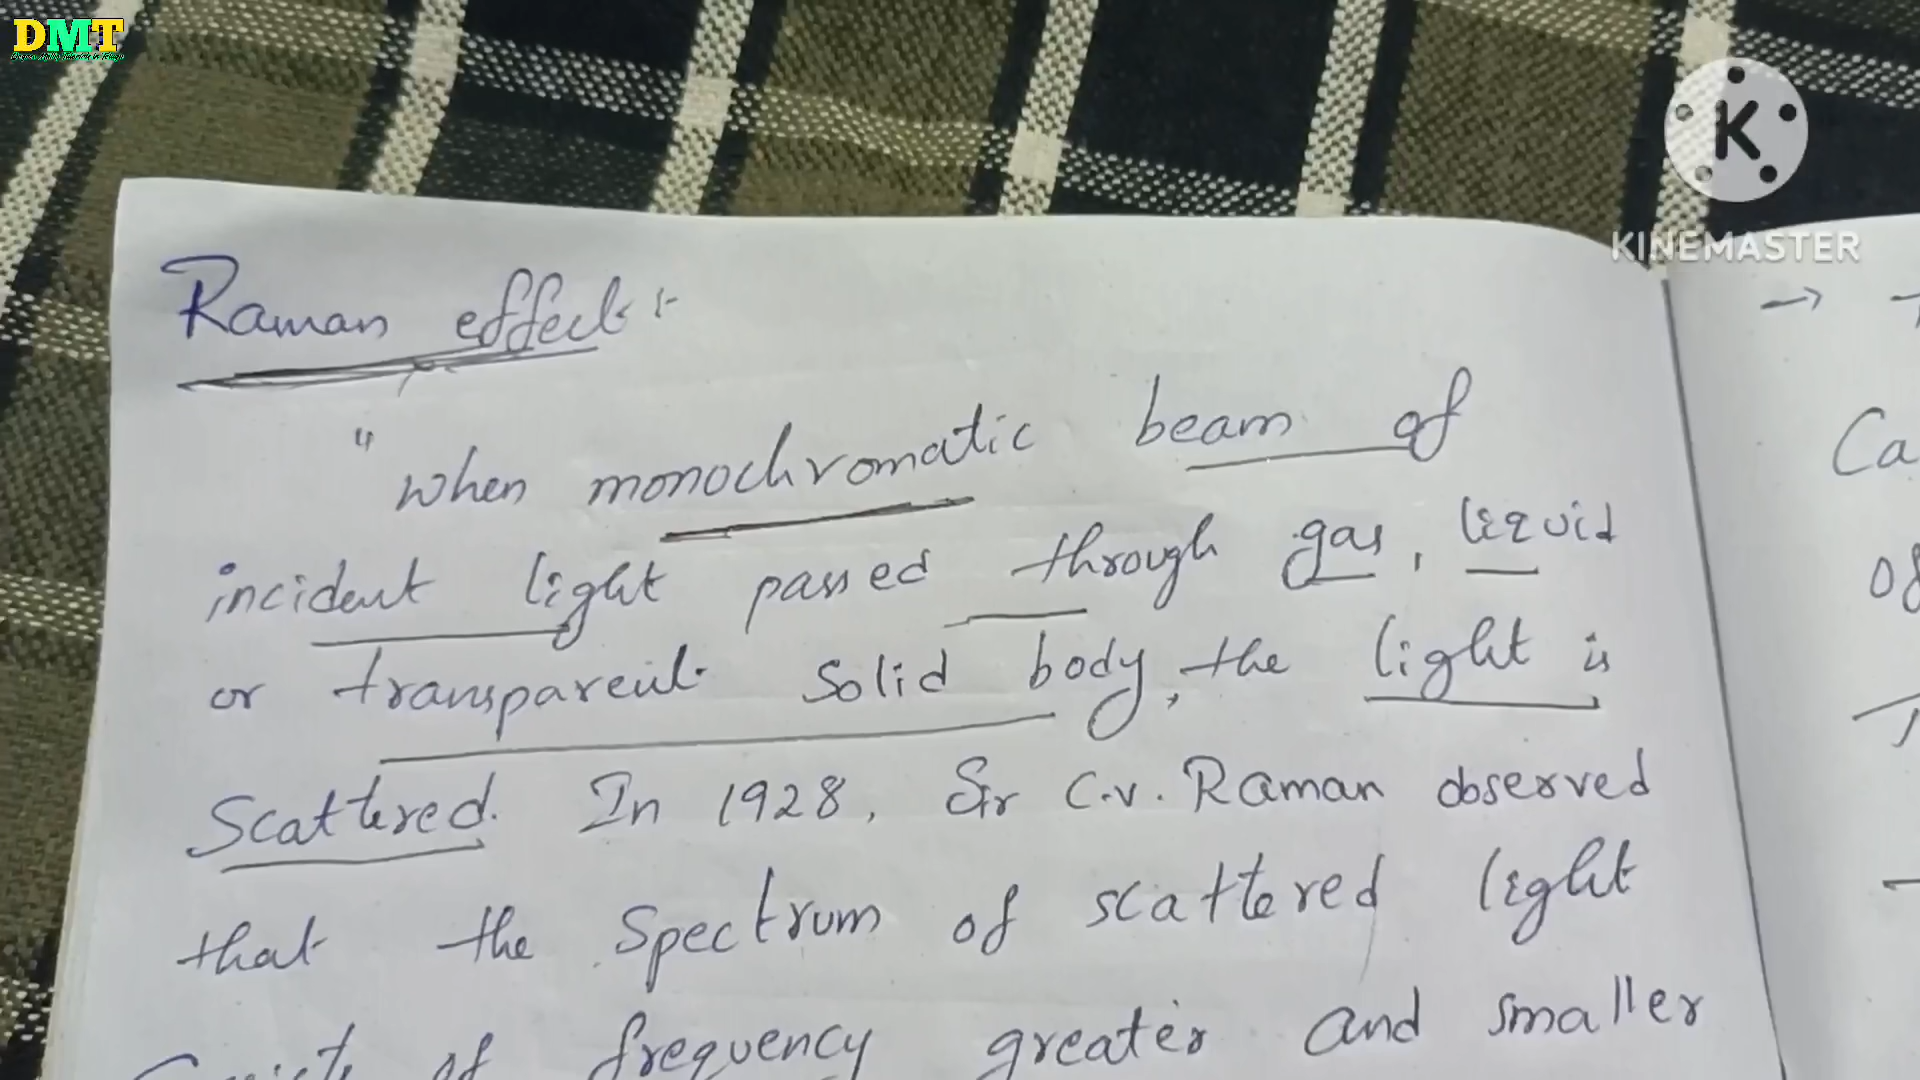 DMT
KINEMASTER
Raman effect:-
"When monochromatic beam of
incident light passed through gas, liquid
or transparent solid body, the light is
Scattered. In 1928, Sir C.V. Raman observed
that the Spectrum of scattered light
of frequency greater and smaller
→
Ca
of